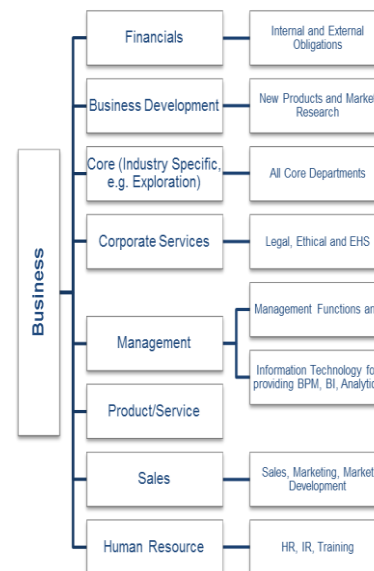 Financials
Internal and External
Obligations
Business Development
New Products and Market
Research
Core (Industry Specific,
e.g. Exploration)
All Core Departments
Corporate Services
Legal, Ethical and EHS
Business
Management
Management Functions an
Information Technology fo
providing BPM, BI, Analytic
Product/Service
Sales
Sales, Marketing, Market
Development
Human Resource
HR, IR, Training